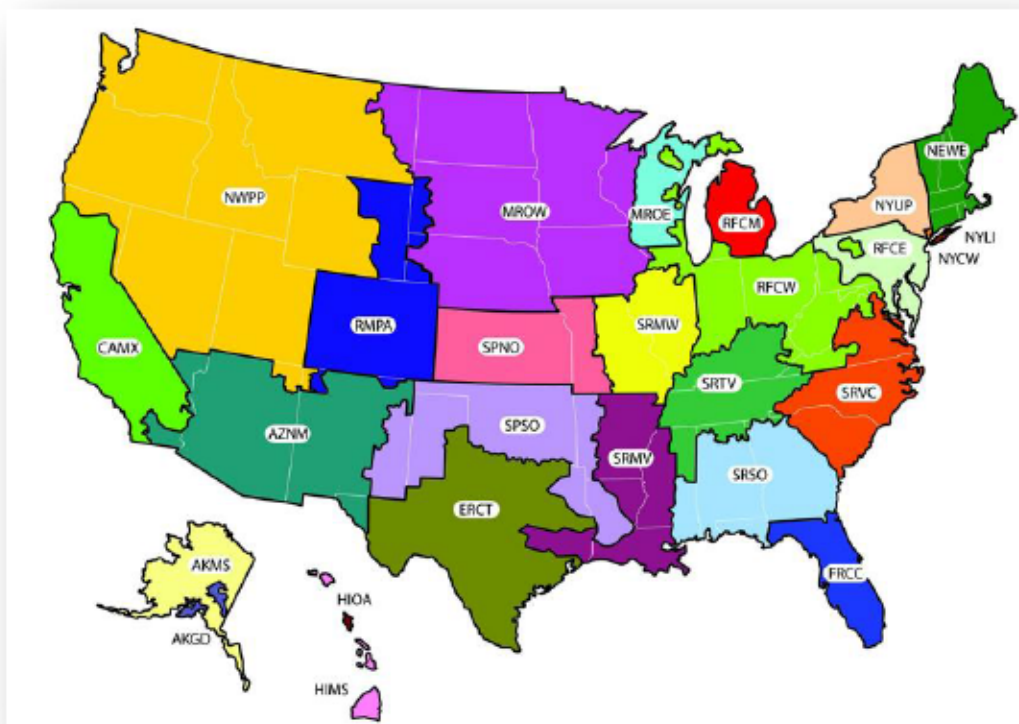 NEWE
NWPP
MROW
MROE
RFCM
NYUP
NYLI
RFCE
NYCW
RFCW
RMPA
SRMW
CAMX
SPNO
SRTV
SRVC
AZNM
SPSO
SRMV
SRSO
ERCT
AKMS
FRCC
HIOA
AKGD
HIMS